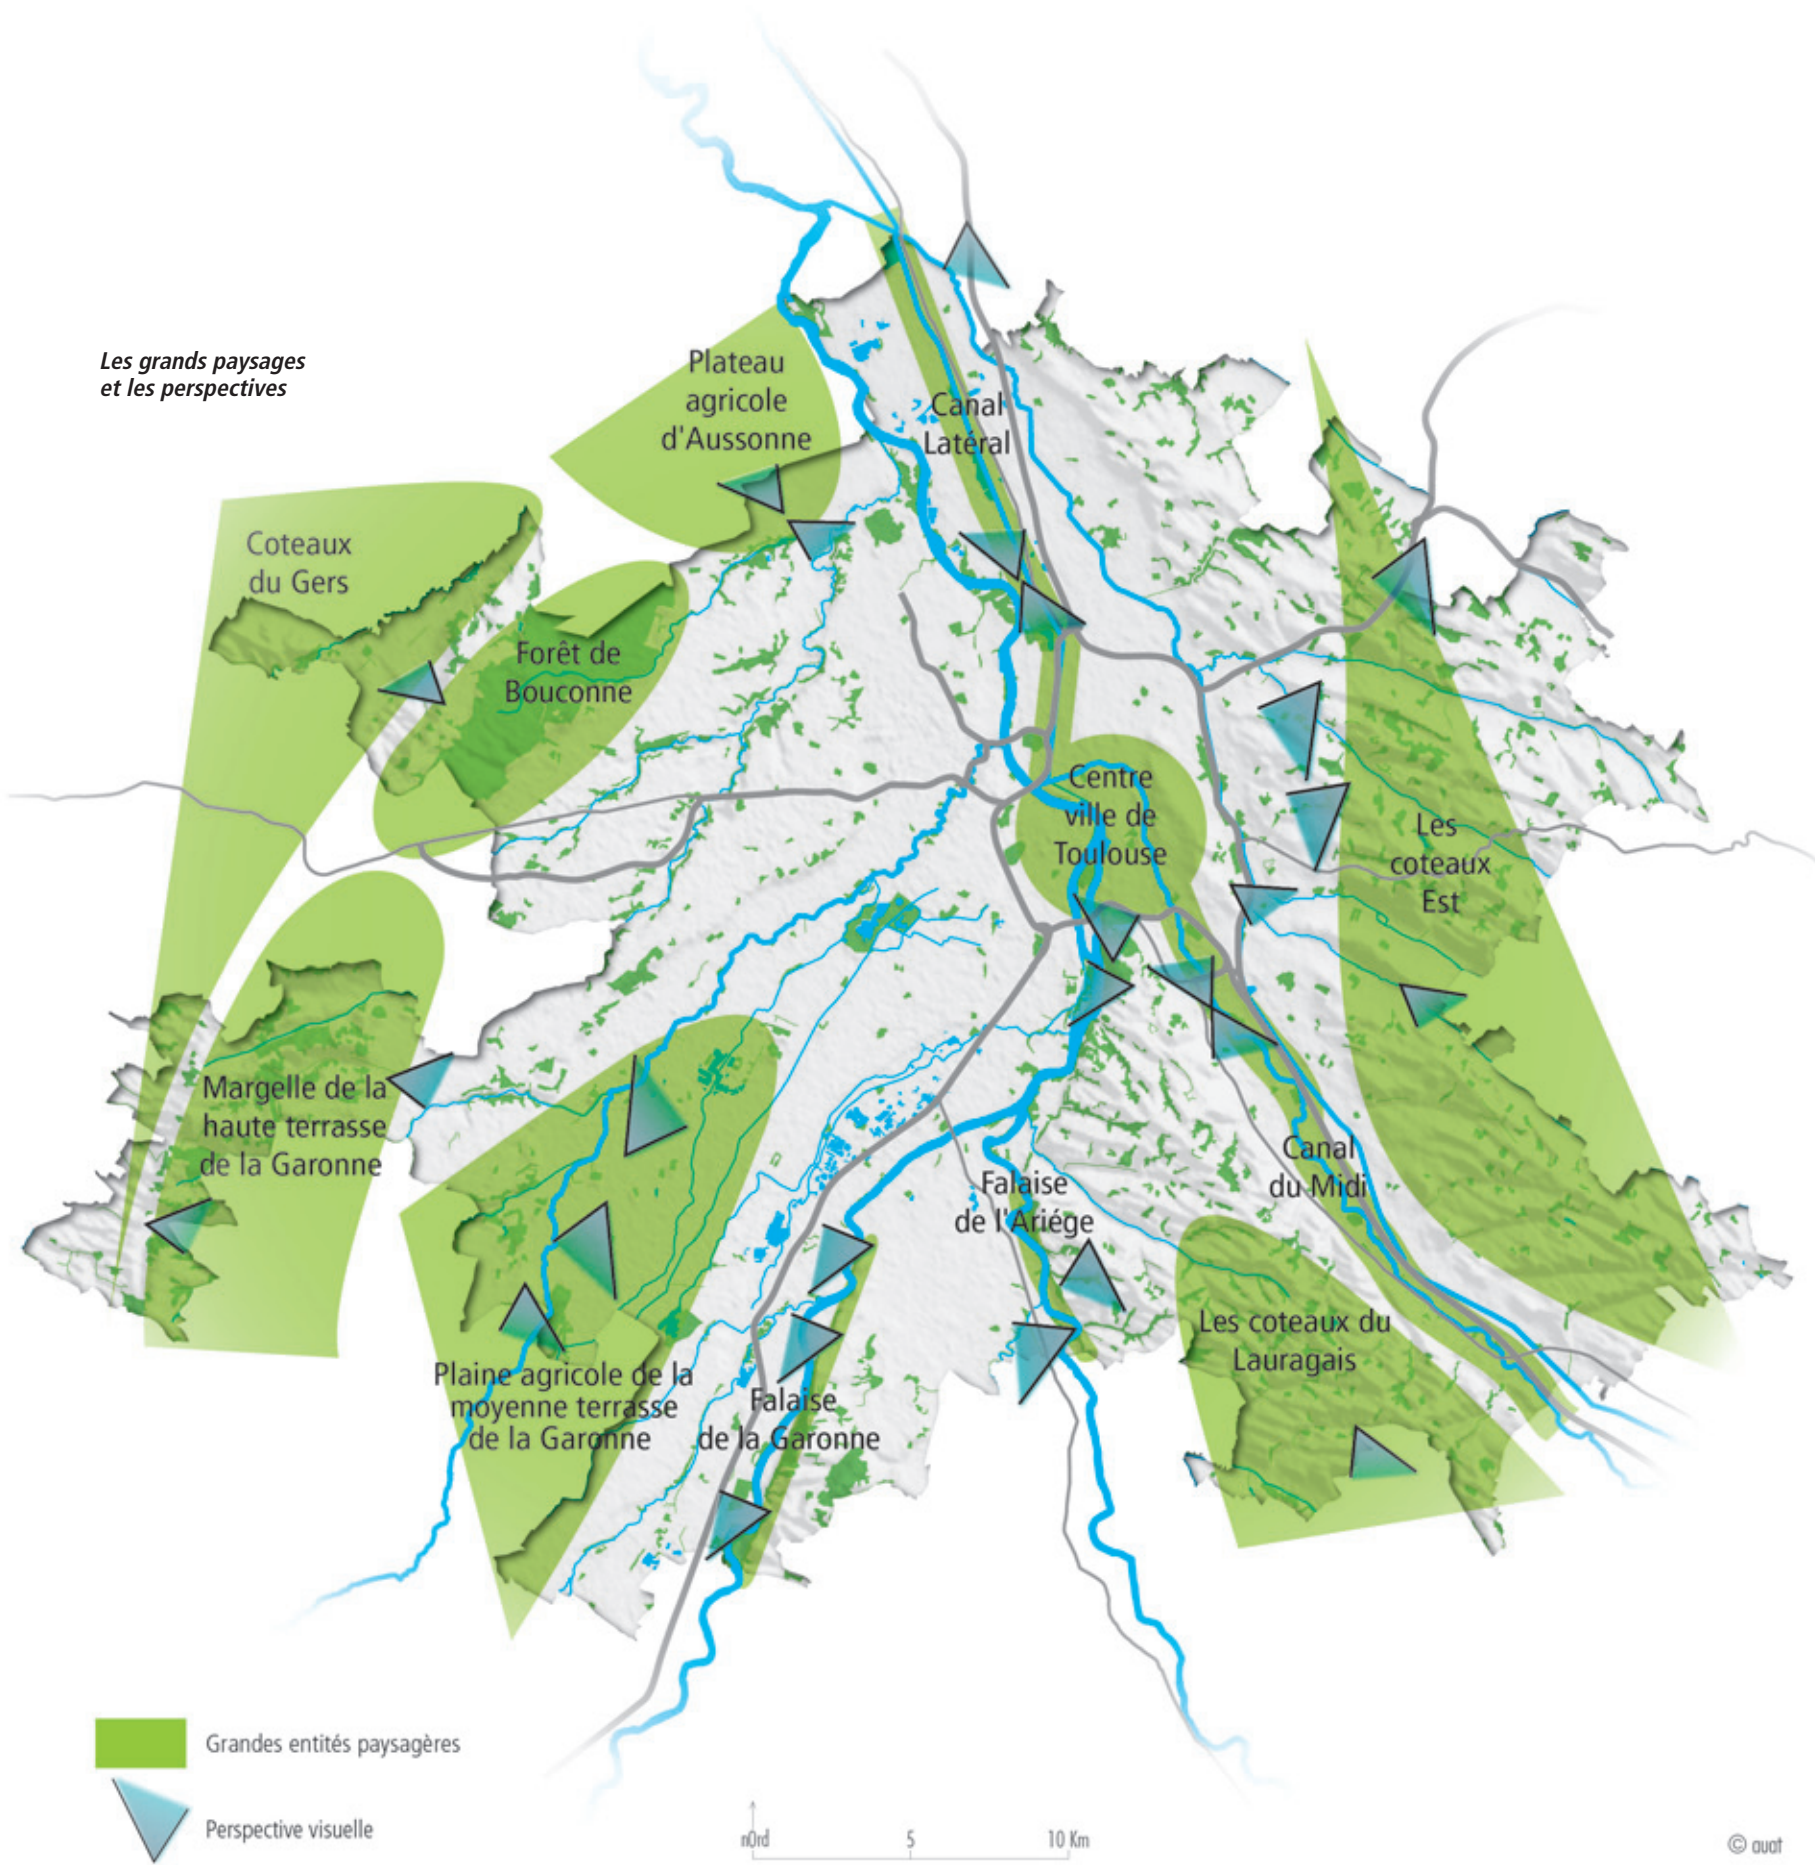 Les grands paysages
et les perspectives
Plateau
agricole
d'Aussonne
Canal
Latéral
Coteaux
du Gers
Forêt de
Bouconne
Centre
ville de
Toulouse
Les
coteaux
Est
Margelle de la
haute terrasse
de la Garonne
Canal
du Midi
Falaise
de l'Ariége
Les coteaux du
Lauragais
Plaine agricole de la
moyenne terrasse
de la Garonne
Falaise
de la Garonne
Grandes entités paysagères
Perspective visuelle
n0rd 5 10 Km
© auat